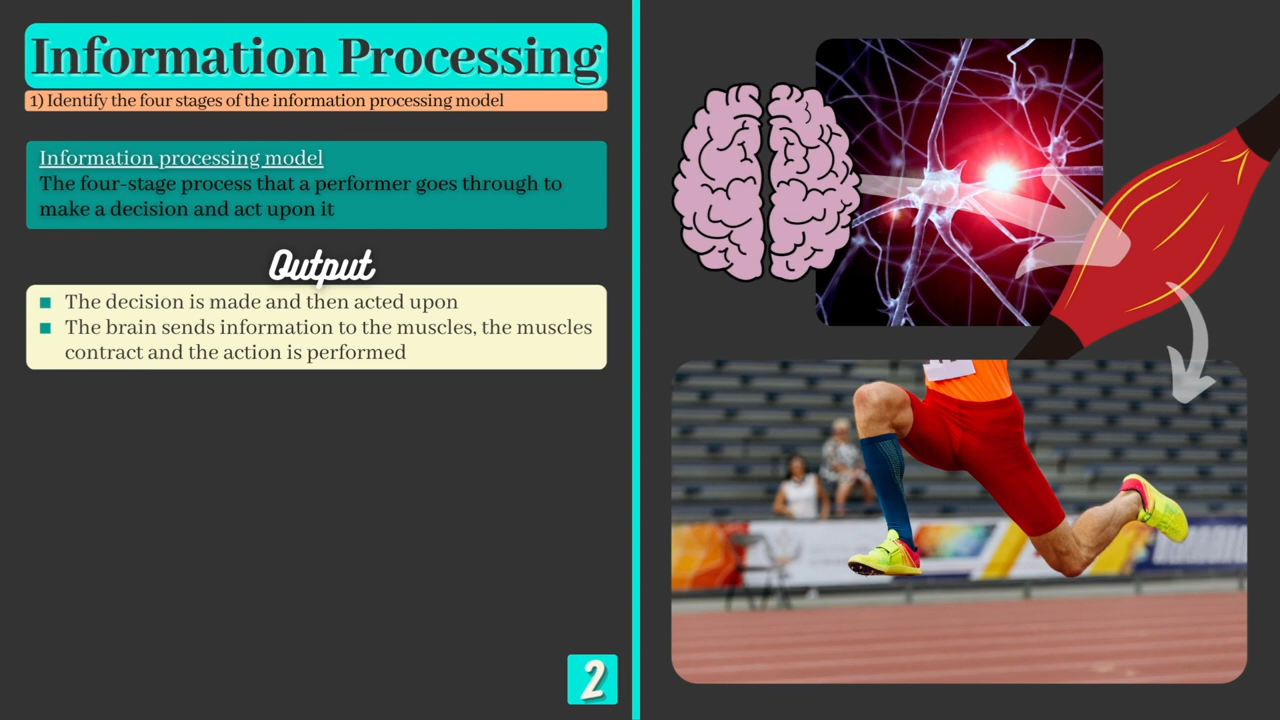 Information Processing
1) Identify the four stages of the information processing model
Information processing model
The four-stage process that a performer goes through to
make a decision and act upon it
Output
The decision is made and then acted upon
The brain sends information to the muscles, the muscles
contract and the action is performed
2